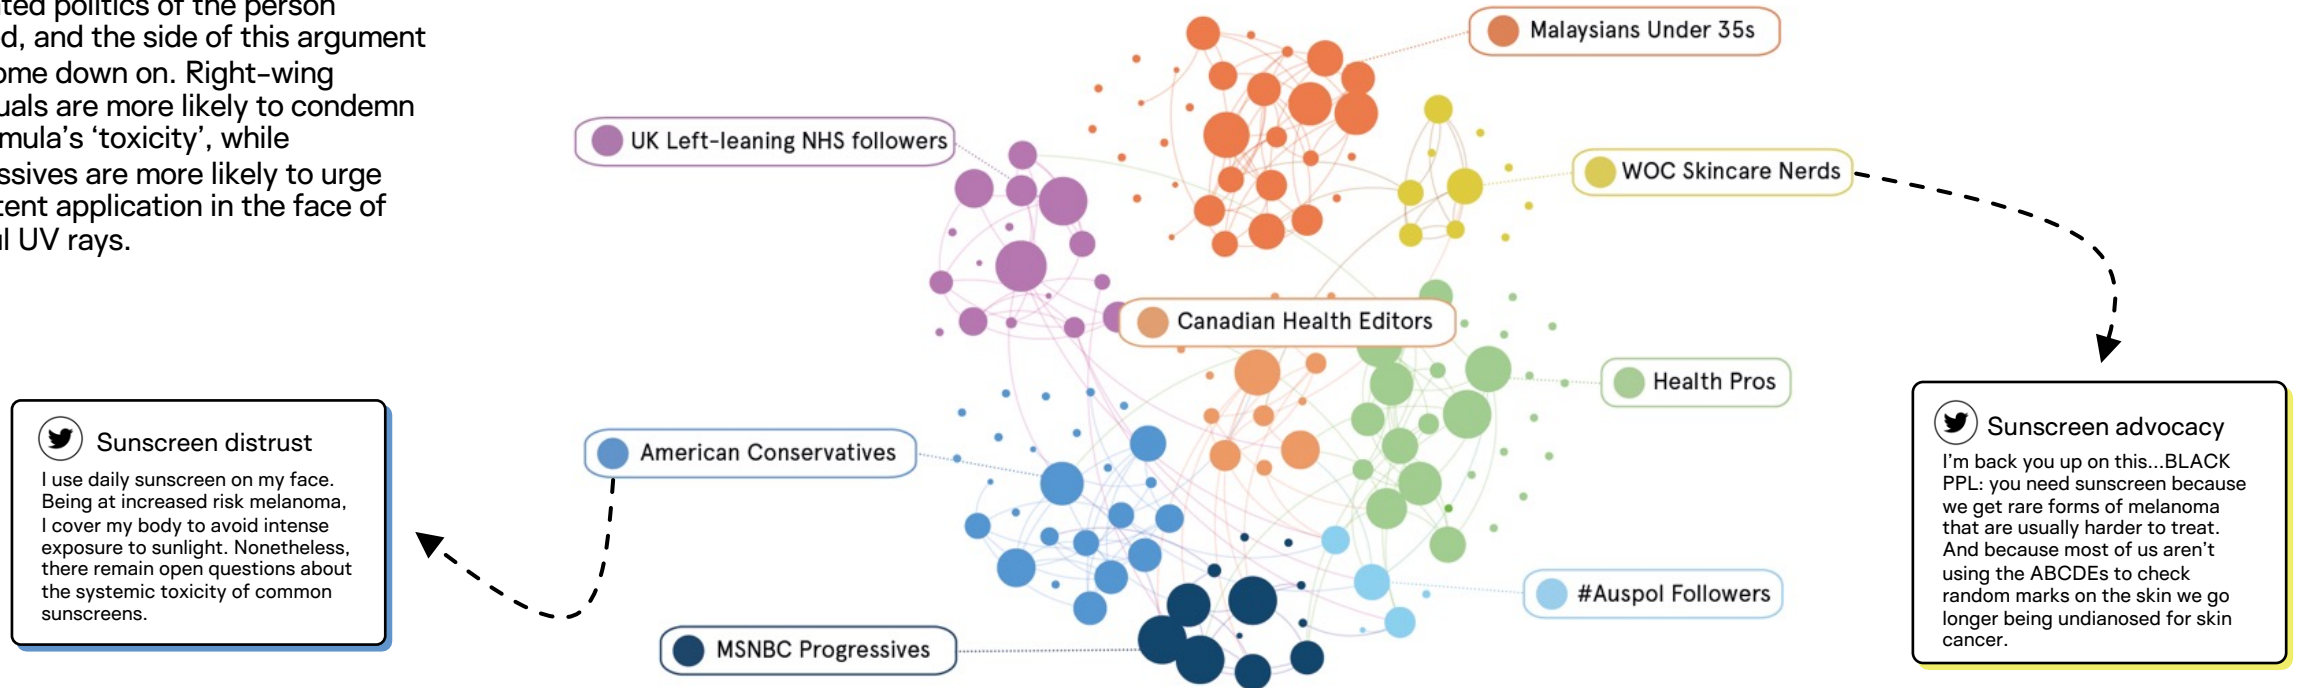 ated politics of the person
d, and the side of this argument
ome down on. Right-wing
uals are more likely to condemn
mula's 'toxicity', while
ssives are more likely to urge
tent application in the face of
ul UV rays.
Malaysians Under 35s
UK Left-leaning NHS followers
WOC Skincare Nerds
Canadian Health Editors
Health Pros
American Conservatives
#Auspol Followers
MSNBC Progressives
Sunscreen distrust
I use daily sunscreen on my face.
Being at increased risk melanoma,
I cover my body to avoid intense
exposure to sunlight. Nonetheless,
there remain open questions about
the systemic toxicity of common
sunscreens.
Sunscreen advocacy
I'm back you up on this...BLACK
PPL: you need sunscreen because
we get rare forms of melanoma
that are usually harder to treat.
And because most of us aren't
using the ABCDEs to check
random marks on the skin we go
longer being undianosed for skin
cancer.